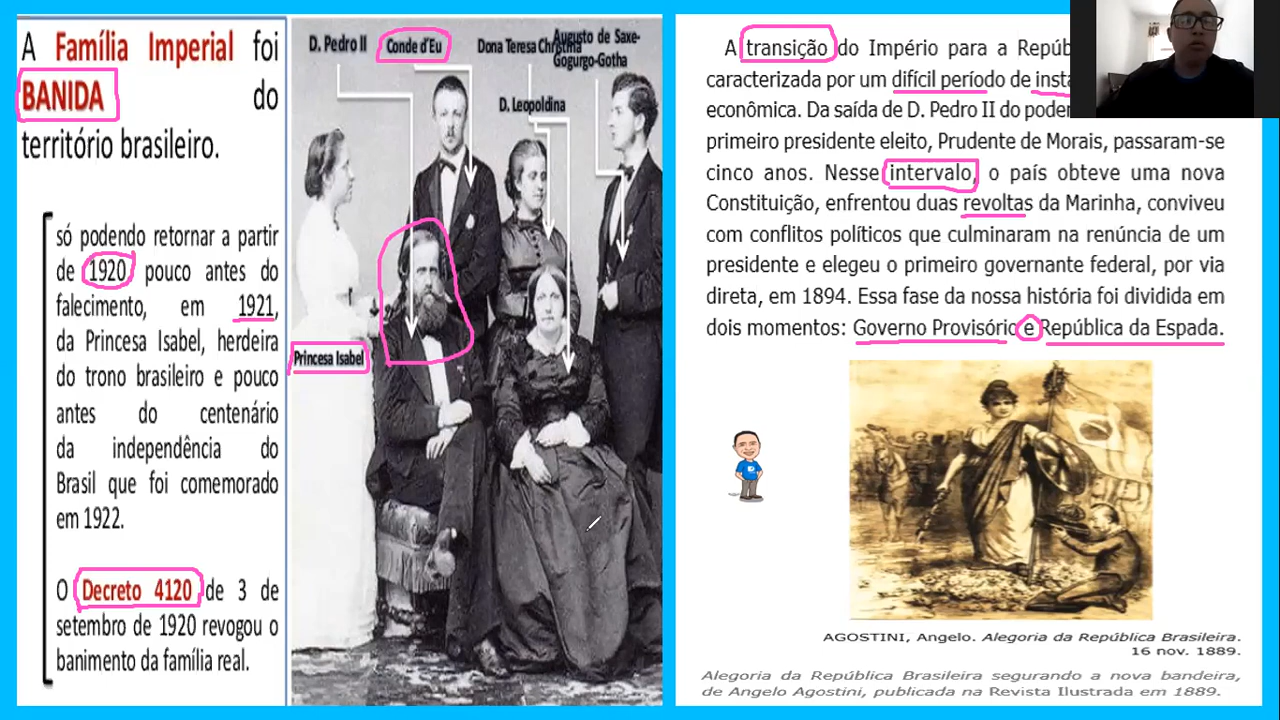 A Família Imperial foi
BANIDA do
território brasileiro.
só podendo retornar a partir
de 1920 pouco antes do
falecimento, em 1921,
da Princesa Isabel, herdeira
do trono brasileiro e pouco
antes do centenário
da independência do
Brasil que foi comemorado
em 1922.
O Decreto 4120 de 3 de
setembro de 1920 revogou o
banimento da família real.
D. Pedro II
Conde d'Eu
Dona Teresa Christina
Augusto de Saxe-
Gogurgo-Gotha
D. Leopoldina
Princesa Isabel
A transição do Império para a
caracterizada por um difícil período de
econômica. Da saída de D. Pedro II do
primeiro presidente eleito, Prudente de Morais, passaram-se
cinco anos. Nesse intervalo, o país obteve uma nova
Constituição, enfrentou duas revoltas da Marinha, conviveu
com conflitos políticos que culminaram na renúncia de um
presidente e elegeu o primeiro governante federal, por via
direta, em 1894. Essa fase da nossa história foi dividida em
dois momentos: Governo Provisório e República da Espada.
AGOSTINI, Angelo. Alegoria da República Brasileira.
16 nov. 1889.
Alegoria da República Brasileira segurando a nova bandeira,
de Angelo Agostini, publicada na Revista Ilustrada em 1889.